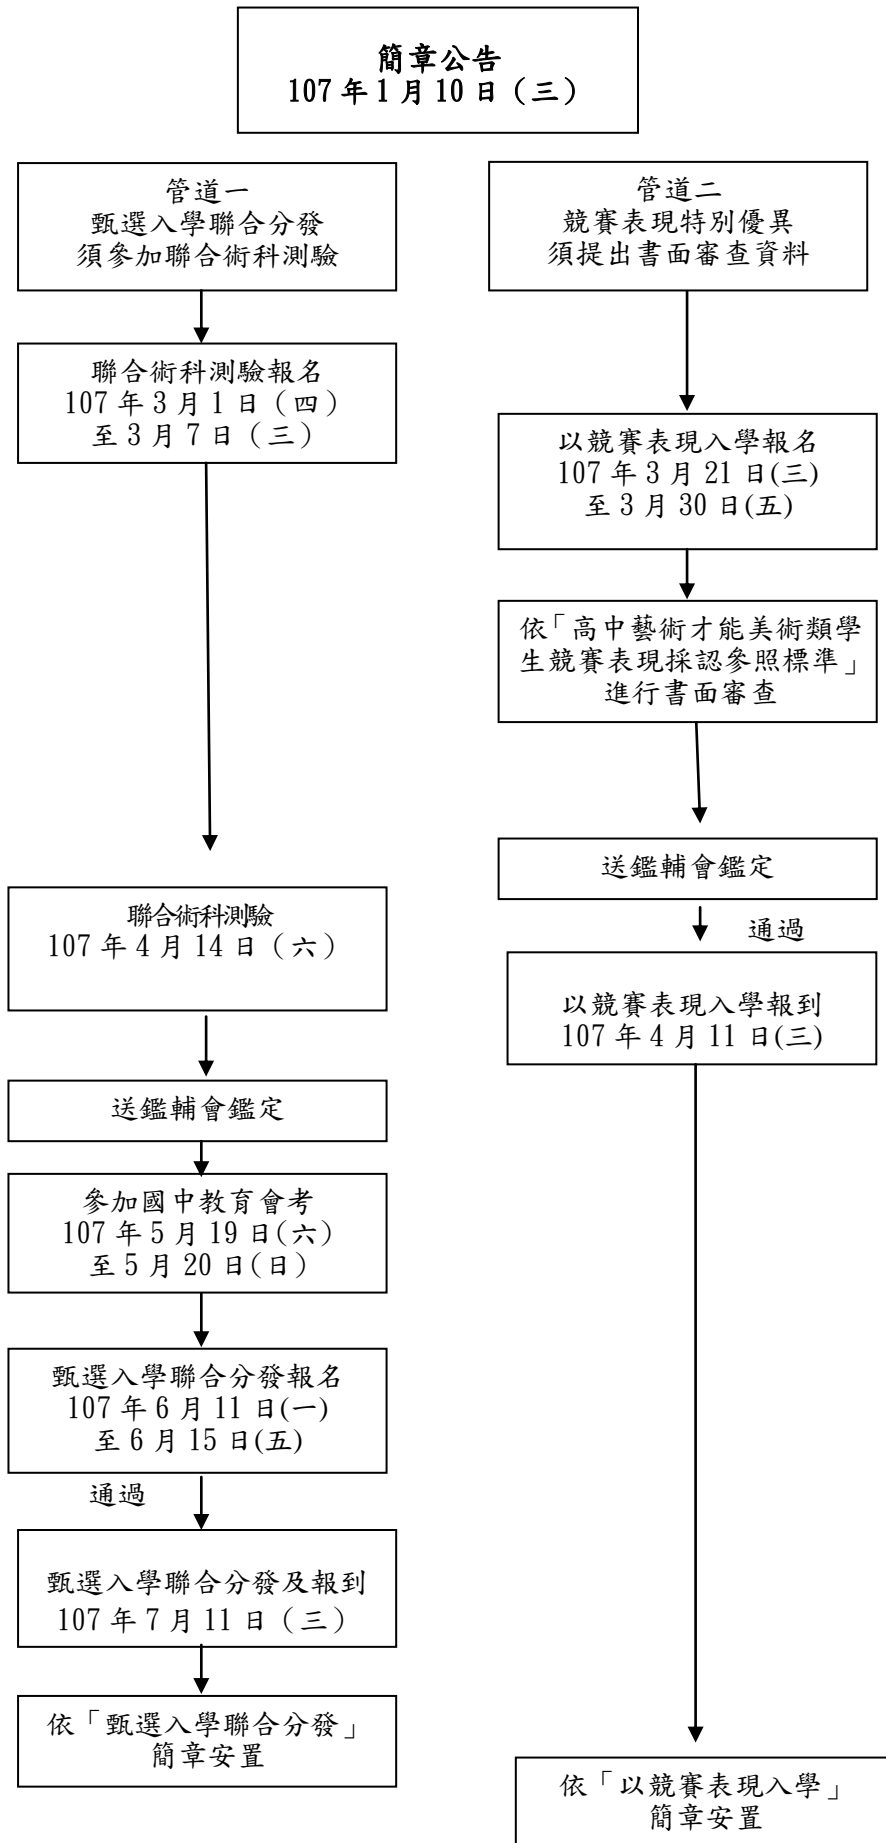 簡章公告
107 年 1 月 10 日（三）
管道一
甄選入學聯合分發
須參加聯合術科測驗
聯合術科測驗報名
107 年 3 月 1 日（四）
至 3 月 7 日（三）
聯合術科測驗
107 年 4 月 14 日（六）
送鑑輔會鑑定
參加國中教育會考
107 年 5 月 19 日(六)
至 5 月 20 日(日)
甄選入學聯合分發報名
107 年 6 月 11 日(一)
至 6 月 15 日(五)
通過
甄選入學聯合分發及報到
107 年 7 月 11 日（三）
依「甄選入學聯合分發」
簡章安置
管道二
競賽表現特別優異
須提出書面審查資料
以競賽表現入學報名
107 年 3 月 21 日(三)
至 3 月 30 日(五)
依「高中藝術才能美術類學
生競賽表現採認參照標準」
進行書面審查
送鑑輔會鑑定
通過
以競賽表現入學報到
107 年 4 月 11 日(三)
依「以競賽表現入學」
簡章安置